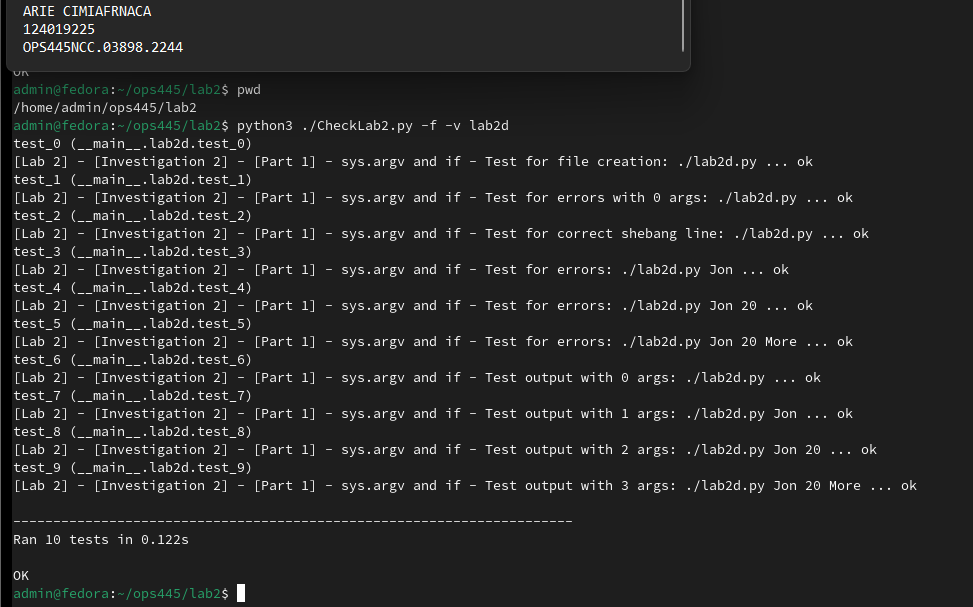 ARIE CIMIAFRNACA
124019225
OPS445NCC.03898.2244
OK
admin@fedora:~/ops445/lab2$ pwd
/home/admin/ops445/lab2
admin@fedora:~/ops445/lab2$ python3 ./CheckLab2.py -f -v lab2d
test_0 (__main__.lab2d.test_0)
[Lab 2] - [Investigation 2] - [Part 1] - sys.argv and if - Test for file creation: ./lab2d.py ... ok
test_1 (__main__.lab2d.test_1)
[Lab 2] - [Investigation 2] - [Part 1] - sys.argv and if - Test for errors with 0 args: ./lab2d.py ... ok
test_2 (__main__.lab2d.test_2)
[Lab 2] - [Investigation 2] - [Part 1] - sys.argv and if - Test for correct shebang line: ./lab2d.py ... ok
test_3 (__main__.lab2d.test_3)
[Lab 2] - [Investigation 2] - [Part 1] - sys.argv and if - Test for errors: ./lab2d.py Jon ... ok
test_4 (__main__.lab2d.test_4)
[Lab 2] - [Investigation 2] - [Part 1] - sys.argv and if - Test for errors: ./lab2d.py Jon 20 ... ok
test_5 (__main__.lab2d.test_5)
[Lab 2] - [Investigation 2] - [Part 1] - sys.argv and if - Test for errors: ./lab2d.py Jon 20 More ... ok
test_6 (__main__.lab2d.test_6)
[Lab 2] - [Investigation 2] - [Part 1] - sys.argv and if - Test output with 0 args: ./lab2d.py ... ok
test_7 (__main__.lab2d.test_7)
[Lab 2] - [Investigation 2] - [Part 1] - sys.argv and if - Test output with 1 args: ./lab2d.py Jon ... ok
test_8 (__main__.lab2d.test_8)
[Lab 2] - [Investigation 2] - [Part 1] - sys.argv and if - Test output with 2 args: ./lab2d.py Jon 20 ... ok
test_9 (__main__.lab2d.test_9)
[Lab 2] - [Investigation 2] - [Part 1] - sys.argv and if - Test output with 3 args: ./lab2d.py Jon 20 More ... ok
----------------------------------------------------------------------
Ran 10 tests in 0.122s
OK
admin@fedora:~/ops445/lab2$